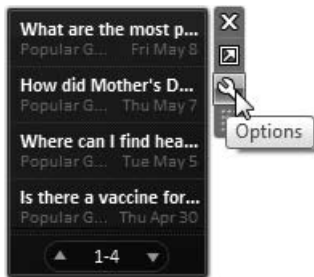 What are the most p...
Popular G... Fri May 8
How did Mother's D...
Popular G... Thu May 7
Where can I find hea...
Popular G... Tue May 5
Is there a vaccine for...
Popular G... Thu Apr 30
1-4
Options